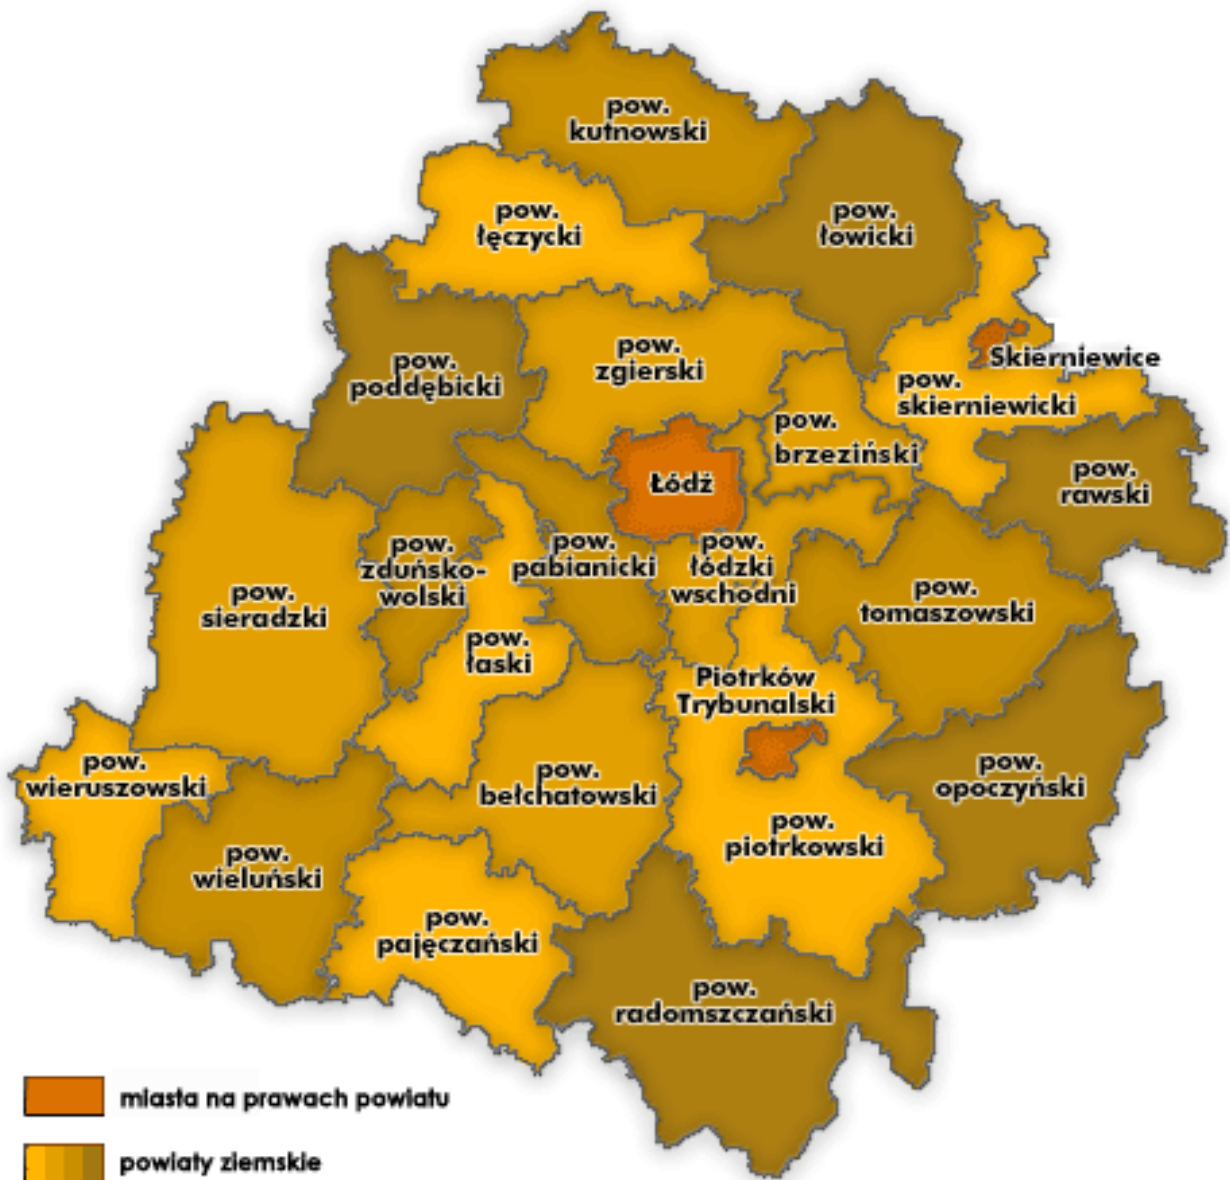 pow.
kutnowski
pow.
łęczycki
pow.
łowicki
pow.
zgierski
pow.
poddębicki
Skierniewice
pow.
skierniewicki
pow.
brzeziński
pow.
rawski
Łódź
pow.
zduńsko-
wolski
pow.
pabianicki
pow.
łódzki
wschodni
pow.
sieradzki
pow.
tomaszowski
pow.
łaski
Piotrków
Trybunalski
pow.
wieruszowski
pow.
bełchatowski
pow.
opoczyński
pow.
piotrkowski
pow.
wieluński
pow.
pajęczański
pow.
radomszczański
miasta na prawach powiatu
powiaty ziemskie